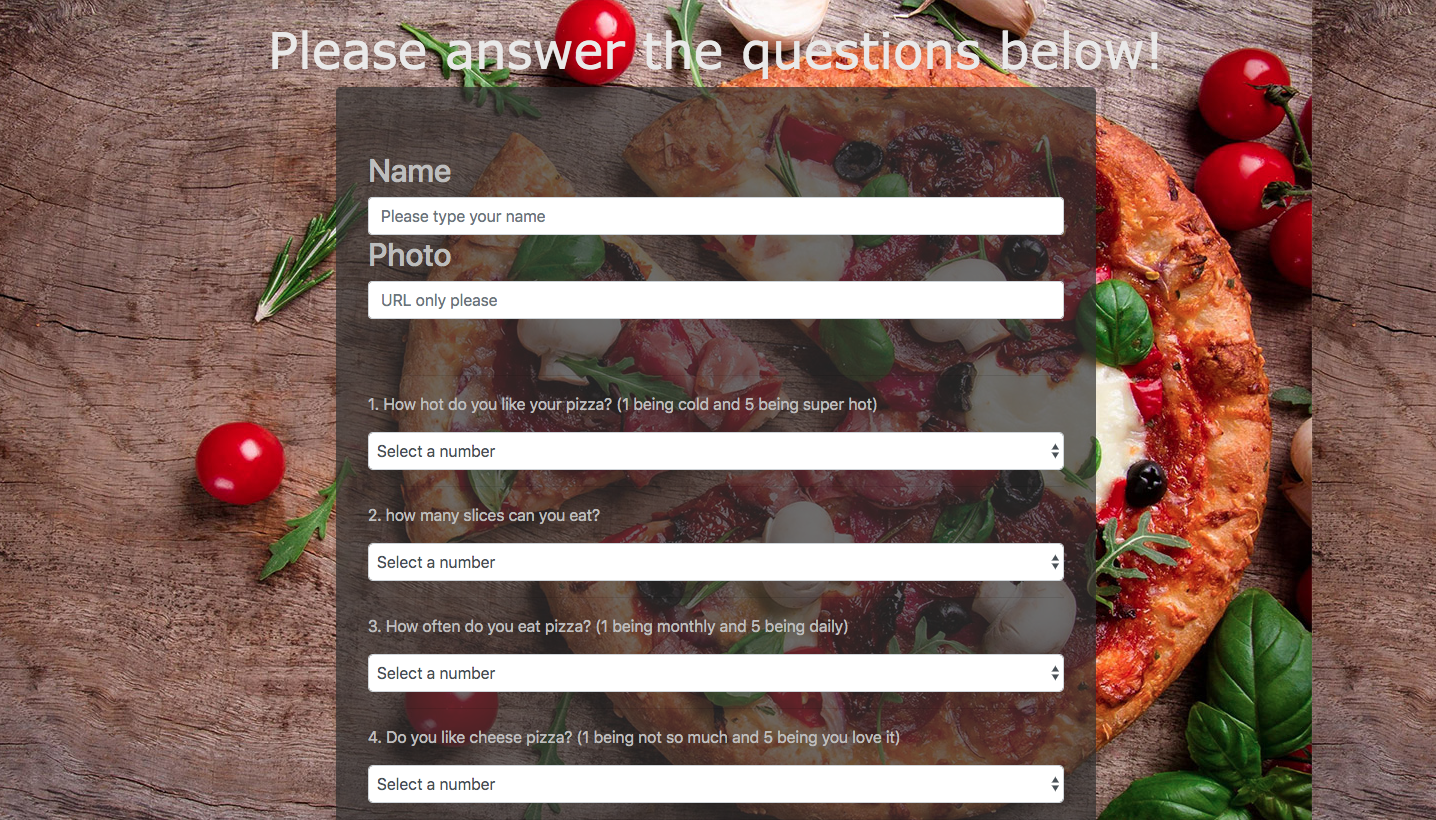 Please answer the questions below!
Name
Please type your name
Photo
URL only please
1. How hot do you like your pizza? (1 being cold and 5 being super hot)
Select a number
2. how many slices can you eat?
Select a number
3. How often do you eat pizza? (1 being monthly and 5 being daily)
Select a number
4. Do you like cheese pizza? (1 being not so much and 5 being you love it)
Select a number